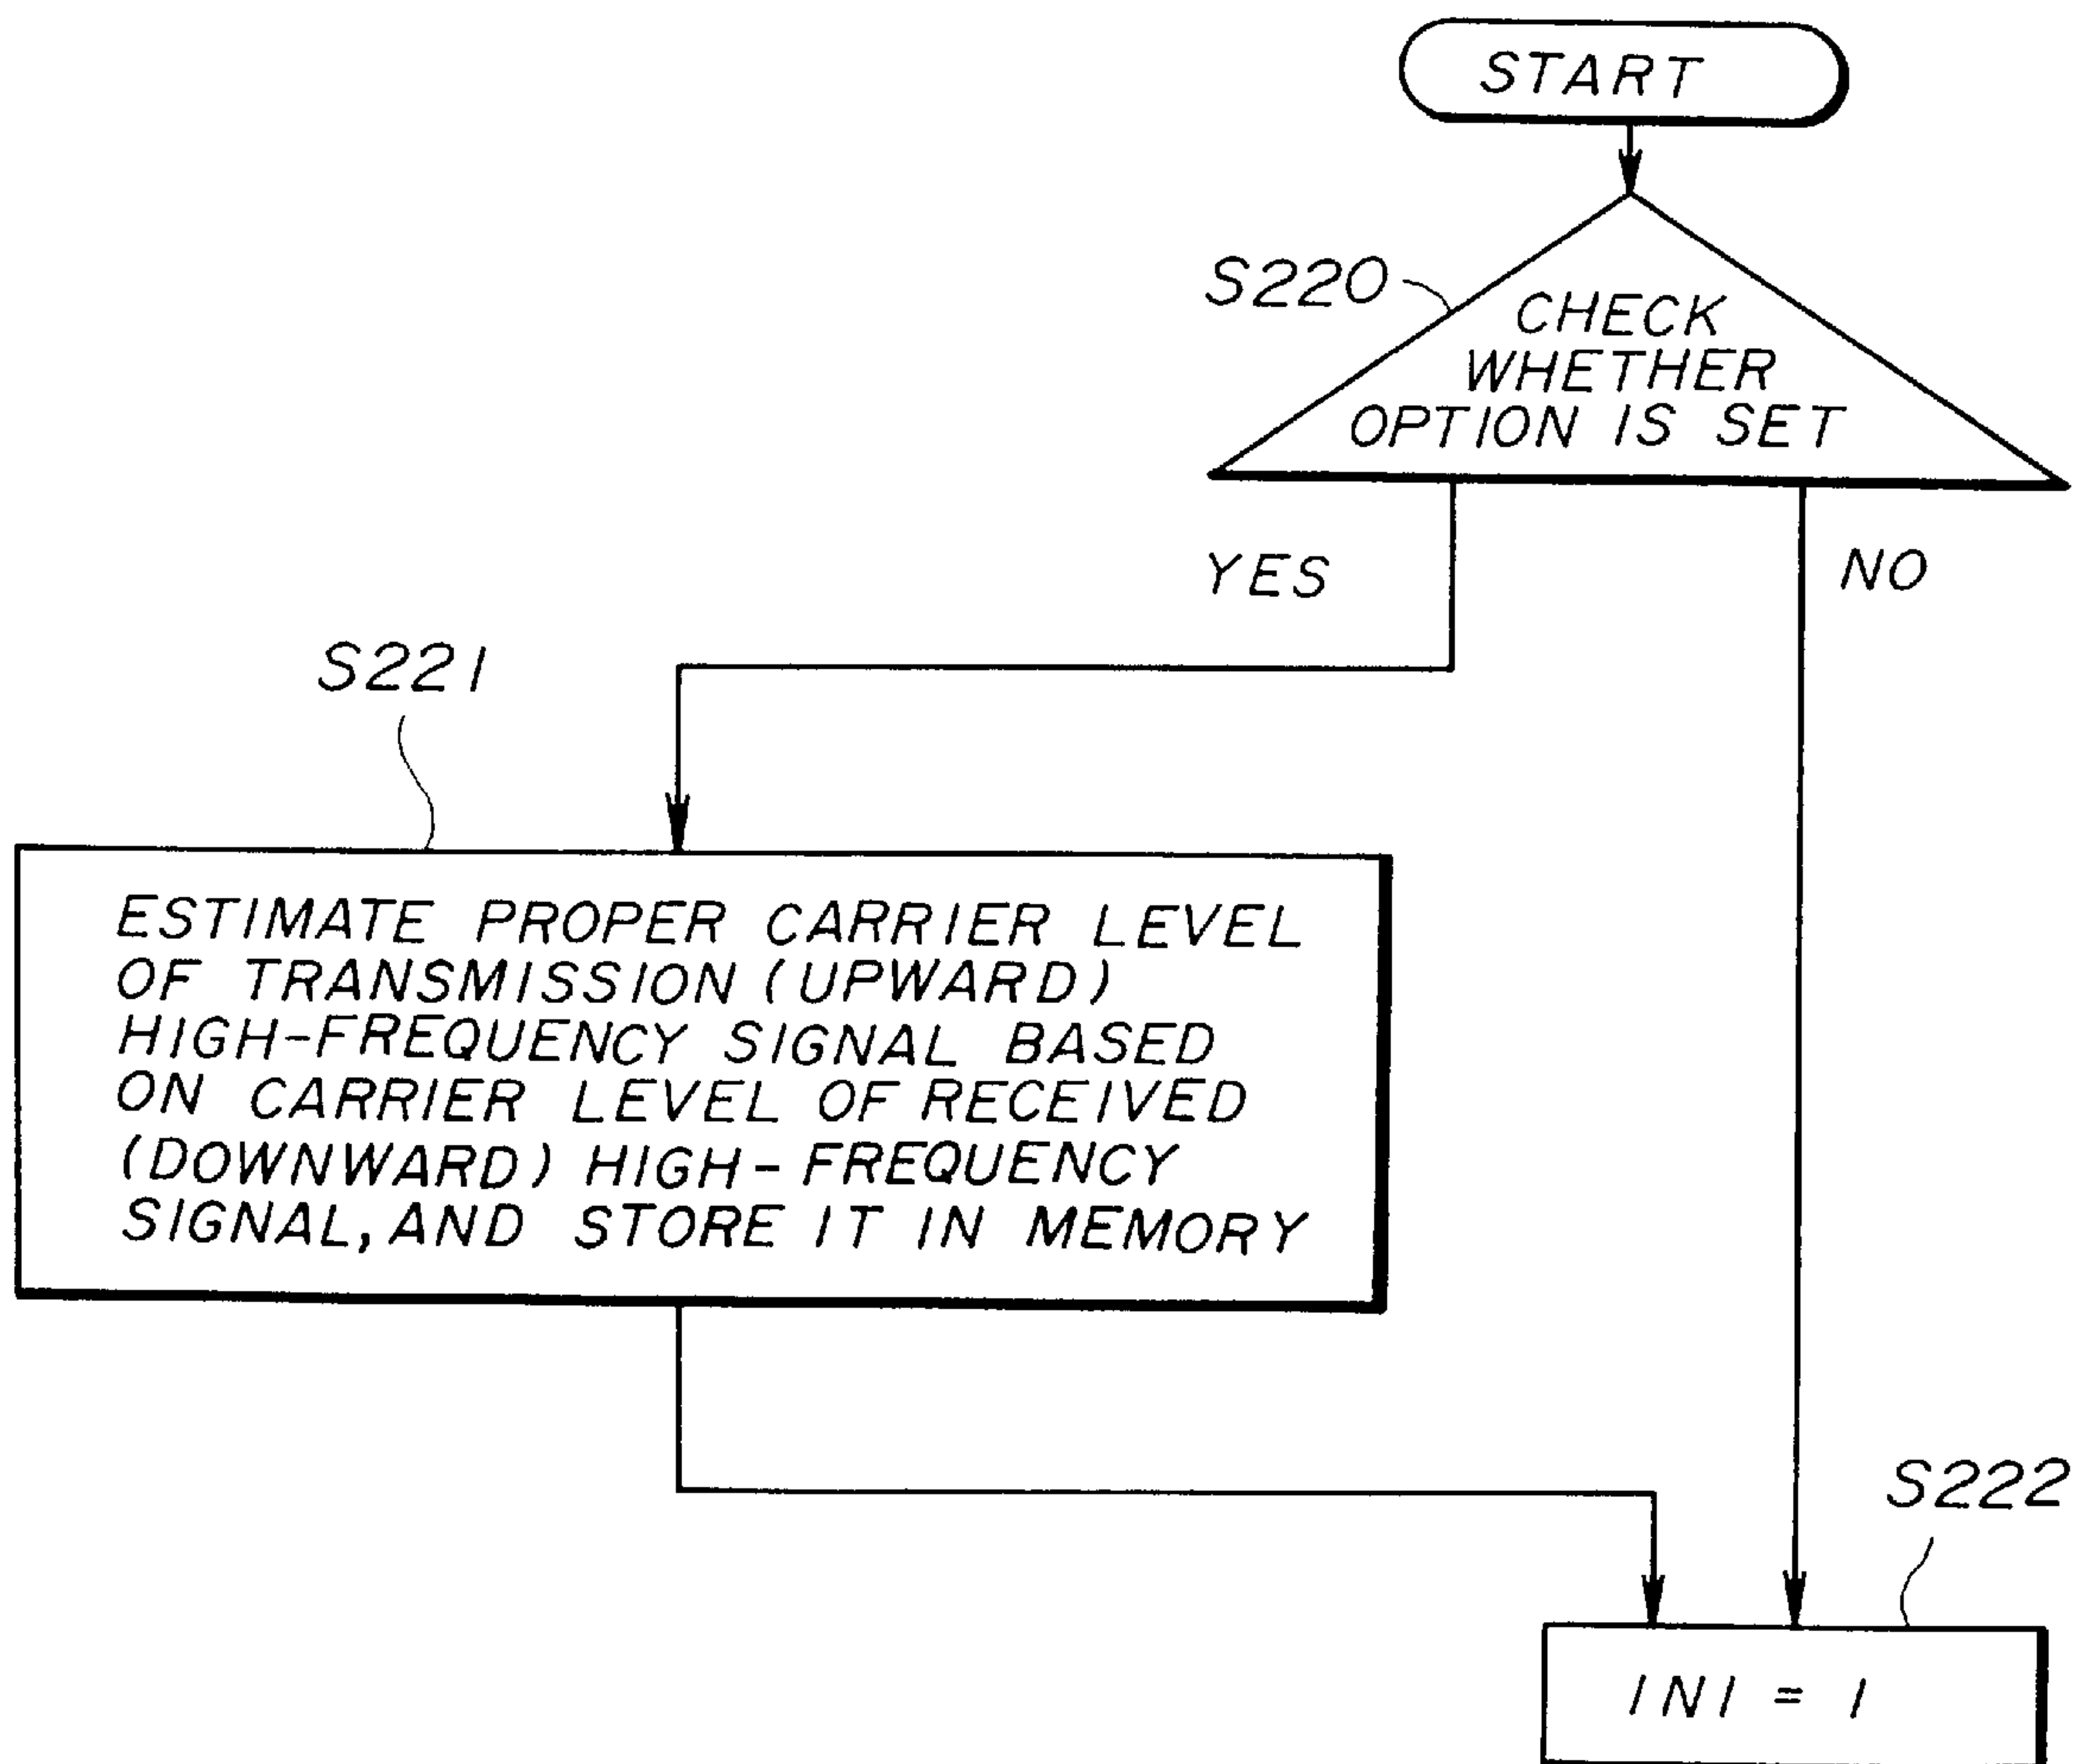 START
S220
CHECK
WHETHER
OPTION IS SET
YES
NO
S221
ESTIMATE PROPER CARRIER LEVEL
OF TRANSMISSION (UPWARD)
HIGH-FREQUENCY SIGNAL BASED
ON CARRIER LEVEL OF RECEIVED
(DOWNWARD) HIGH-FREQUENCY
SIGNAL, AND STORE IT IN MEMORY
S222
INI = 1